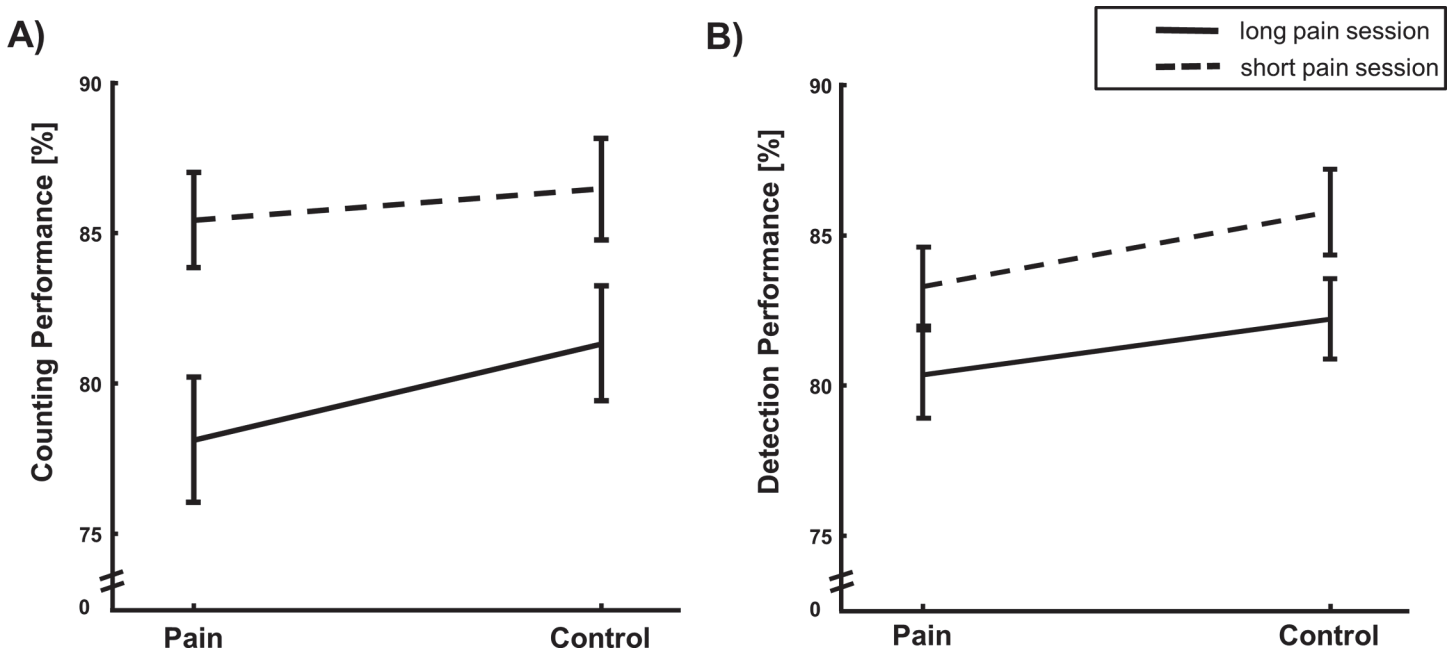 A)
B)
long pain session
short pain session
Counting Performance [%]
90
85
80
75
0
Pain
Control
Detection Performance [%]
90
85
80
75
0
Pain
Control